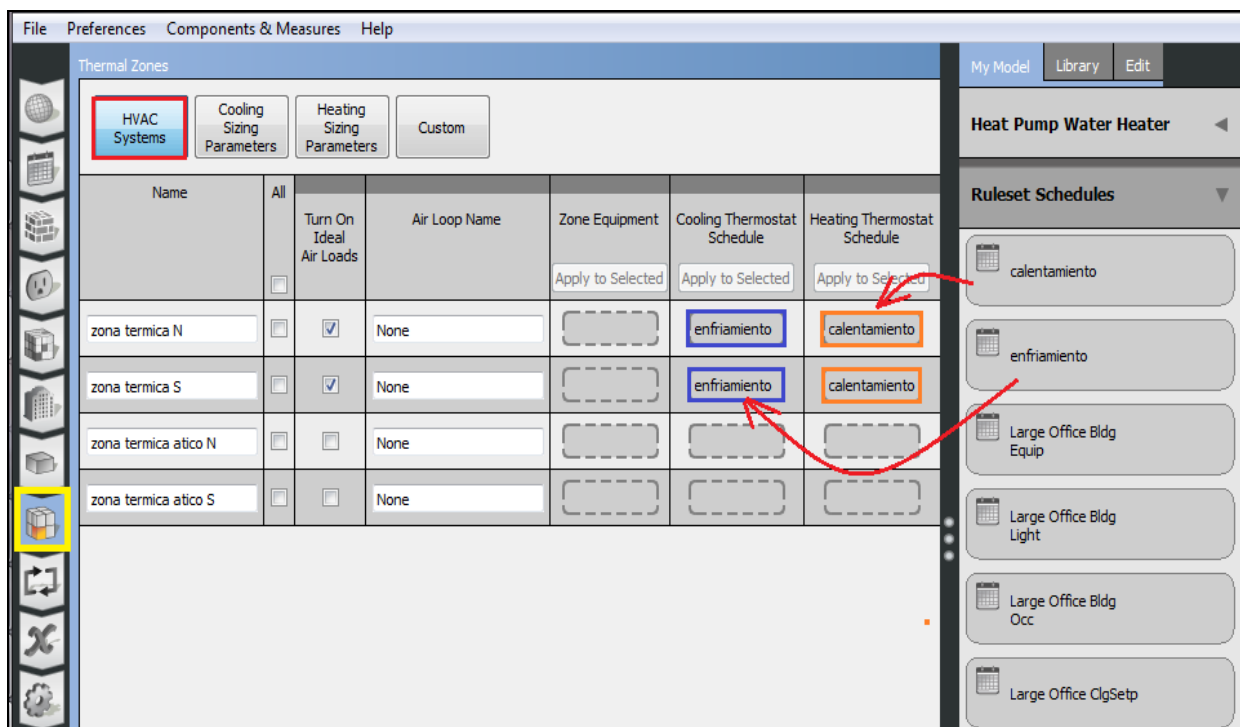 File Preferences Components & Measures Help
Thermal Zones
My Model Library Edit
HVAC
Systems
Cooling
Sizing
Parameters
Heating
Sizing
Parameters
Custom
Heat Pump Water Heater
Ruleset Schedules
Name
All
Turn On
Ideal
Air Loads
Air Loop Name
Zone Equipment
Cooling Thermostat
Schedule
Heating Thermostat
Schedule
Apply to Selected
Apply to Selected
Apply to Selected
zona termica N
None
enfriamiento
calentamiento
zona termica S
None
enfriamiento
calentamiento
zona termica atico N
None
zona termica atico S
None
calentamiento
enfriamiento
Large Office Bldg
Equip
Large Office Bldg
Light
Large Office Bldg
Occ
Large Office ClgSetp